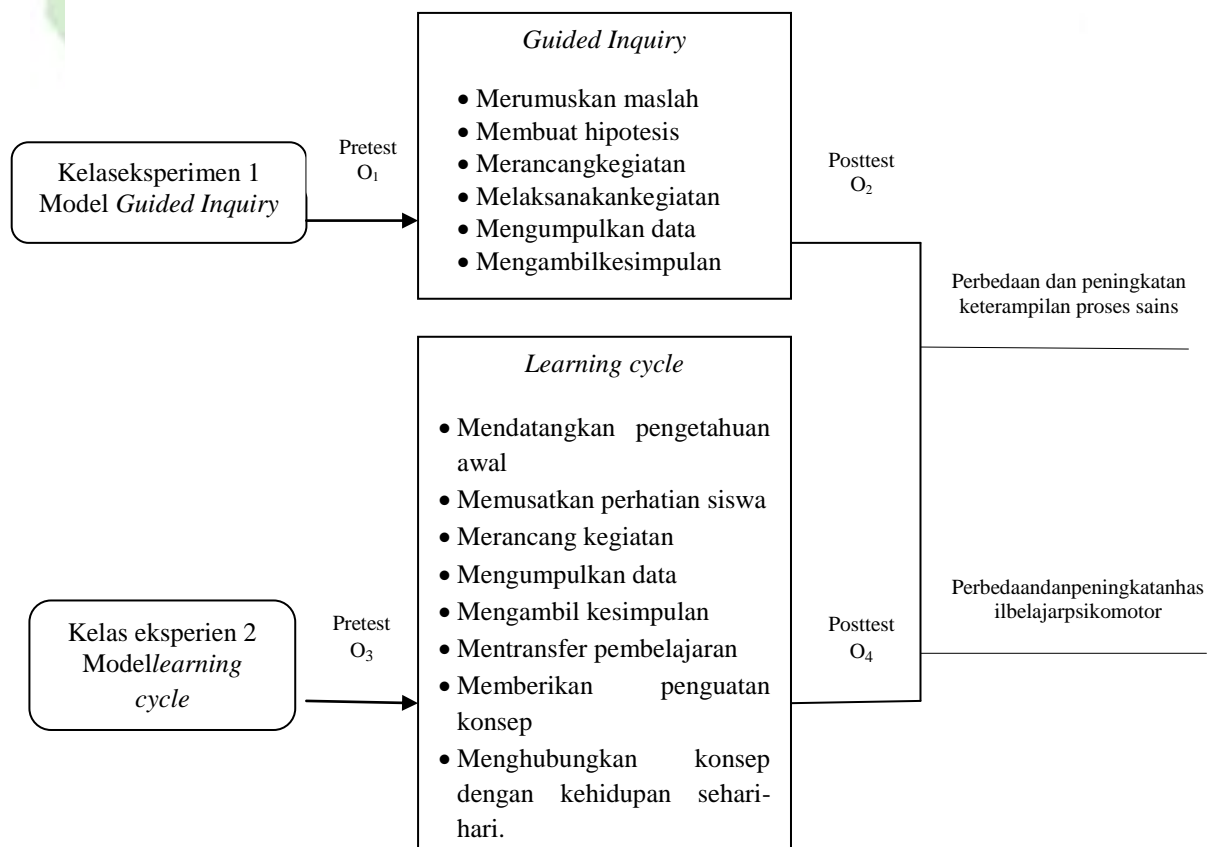 Guided Inquiry
• Merumuskan maslah
• Membuat hipotesis
• Merancangkegiatan
• Melaksanakankegiatan
• Mengumpulkan data
• Mengambilkesimpulan
Kelaseksperimen 1
Model Guided Inquiry
Pretest
O₁
Posttest
O₂
Perbedaan dan peningkatan
keterampilan proses sains
Learning cycle
• Mendatangkan pengetahuan
awal
• Memusatkan perhatian siswa
• Merancang kegiatan
• Mengumpulkan data
• Mengambil kesimpulan
• Mentransfer pembelajaran
• Memberikan penguatan
konsep
• Menghubungkan konsep
dengan kehidupan sehari-
hari.
Kelas eksperien 2
Modellearning
cycle
Pretest
O₃
Posttest
O₄
Perbedaandanpeningkatanhas
ilbelajarpsikomotor